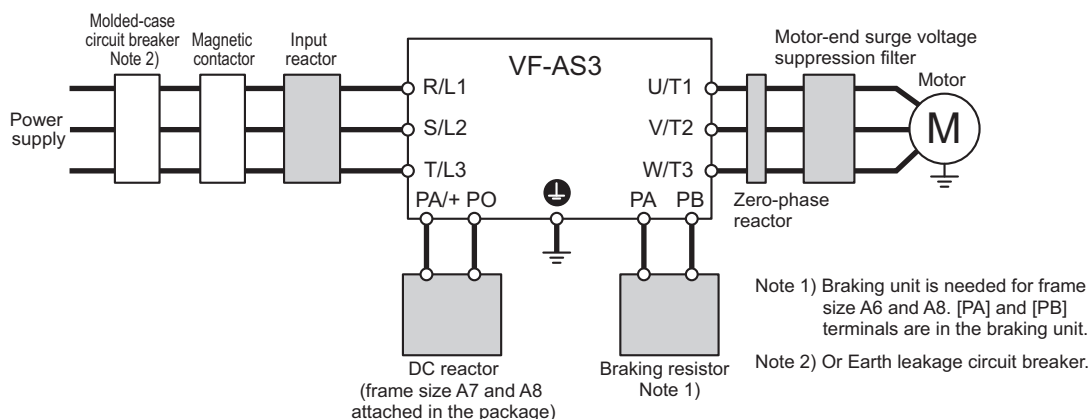 Molded-case
circuit breaker
Note 2)
Magnetic
contactor
Input
reactor
VF-AS3
Motor-end surge voltage
suppression filter
Motor
Power
supply
R/L1
S/L2
T/L3
U/T1
V/T2
W/T3
M
PA/+ PO
PA PB
Zero-phase
reactor
DC reactor
(frame size A7 and A8
attached in the package)
Braking resistor
Note 1)
Note 1) Braking unit is needed for frame
size A6 and A8. [PA] and [PB]
terminals are in the braking unit.
Note 2) Or Earth leakage circuit breaker.